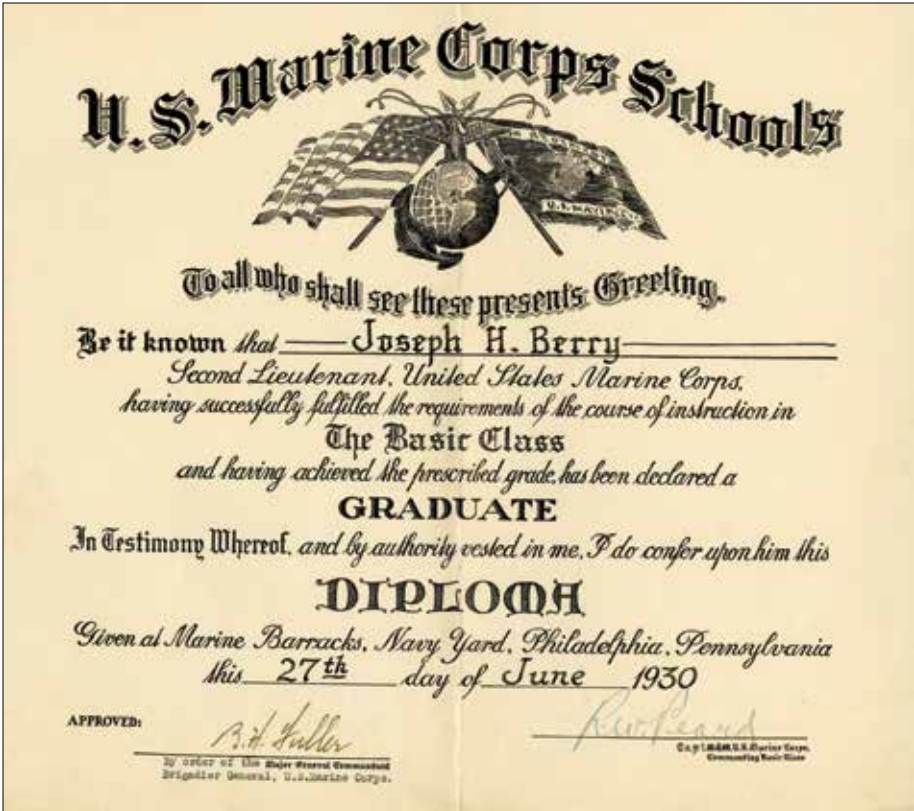 U.S. Marine Corps Schools
To all who shall see these presents Greeting.
Be it known that Joseph H. Berry
Second Lieutenant, United States Marine Corps,
having successfully fulfilled the requirements of the course of instruction in
The Basic Class
and having achieved the prescribed grade, has been declared a
GRADUATE
In Testimony Whereof, and by authority vested in me, I do confer upon him this
DIPLOMA
Given at Marine Barracks, Navy Yard, Philadelphia, Pennsylvania
this 27th day of June 1930
APPROVED:
B.H. Fuller
By order of the Major General Commandant
Brigadier General, U.S.Marine Corps.
R.W. Peard
Capt. U.S. Marine Corps.
Commanding Basic Class